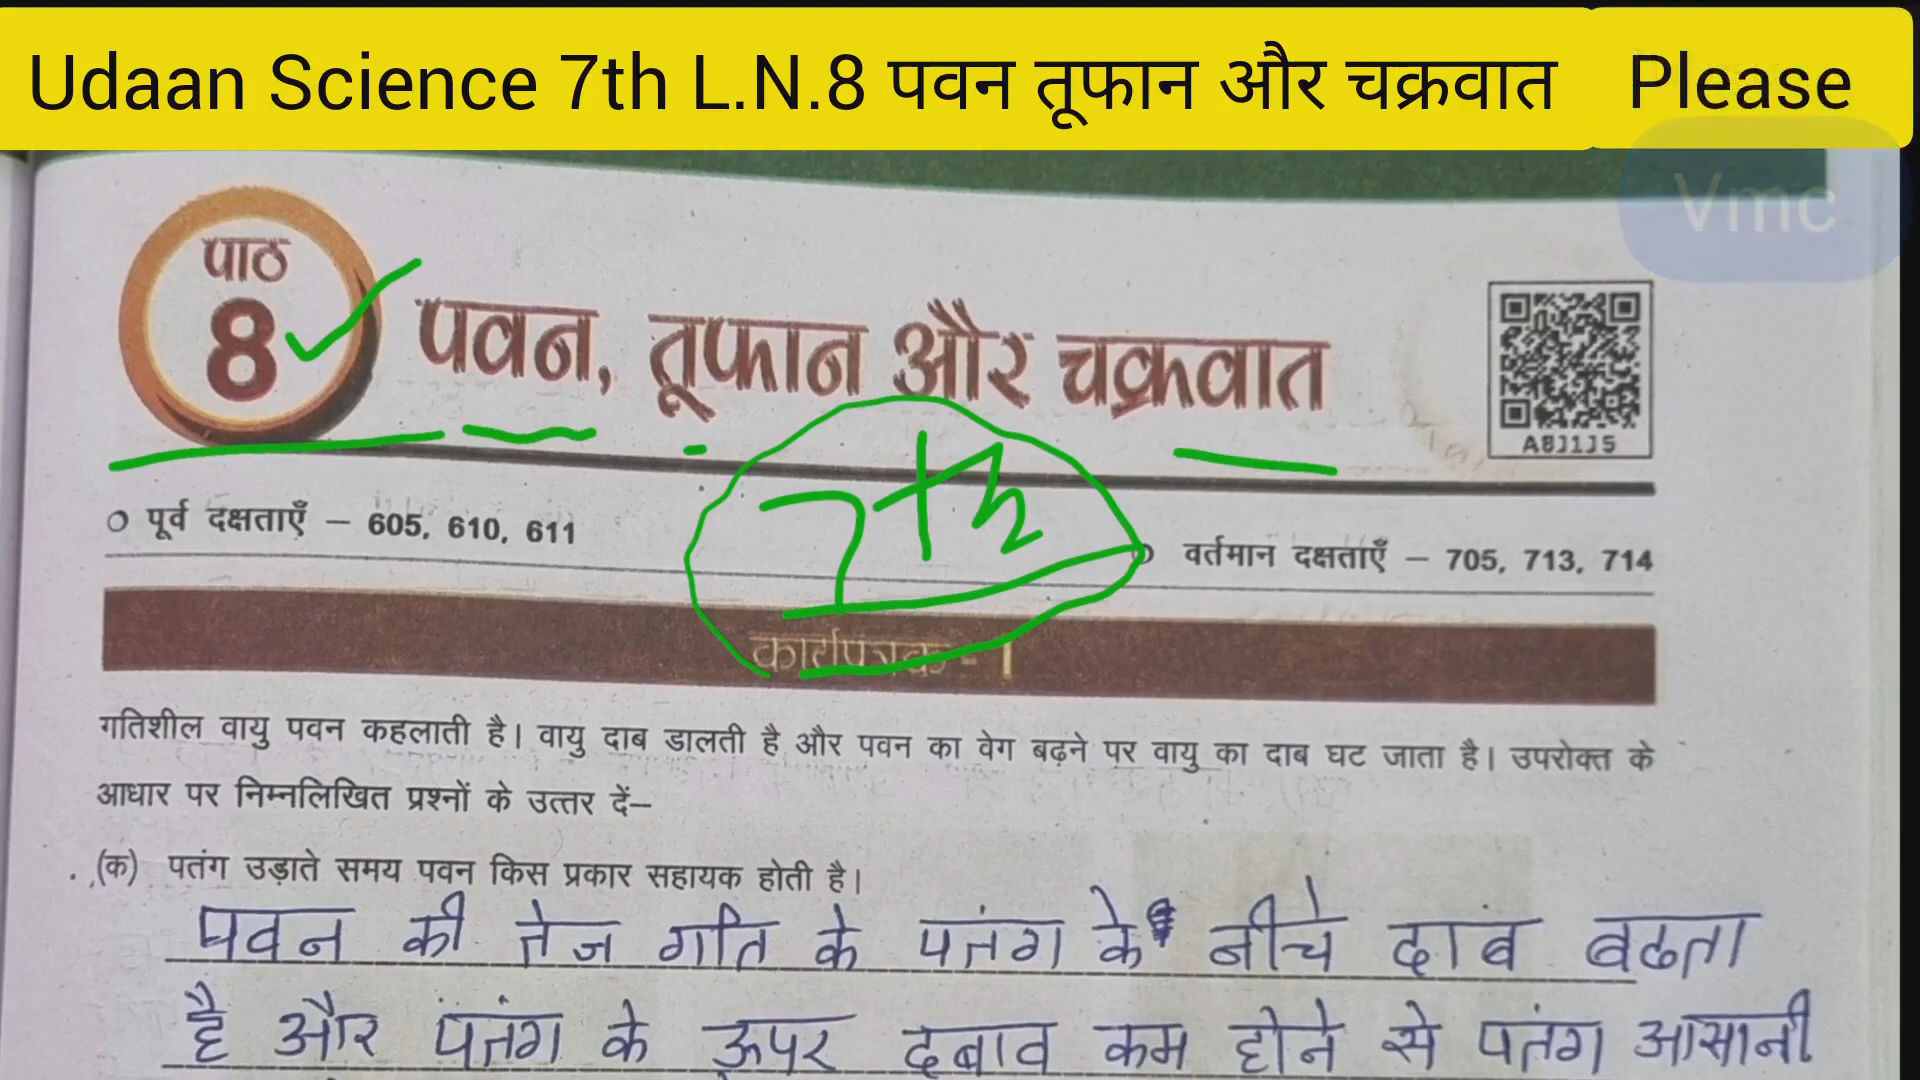 Udaan Science 7th L.N.8 पवन तूफान और चक्रवात Please
Vmc
पाठ
8
पवन, तूफान और चक्रवात
A8J1J5
7th
पूर्व दक्षताएँ – 605, 610, 611
वर्तमान दक्षताएँ – 705, 713, 714
कार्यपत्रक - 1
गतिशील वायु पवन कहलाती है। वायु दाब डालती है और पवन का वेग बढ़ने पर वायु का दाब घट जाता है। उपरोक्त के
आधार पर निम्नलिखित प्रश्नों के उत्तर दें–
(क) पतंग उड़ाते समय पवन किस प्रकार सहायक होती है।
पवन की तेज गति के पतंग के नीचे दाब बढता
है और पतंग के ऊपर दबाव कम होने से पतंग आसानी